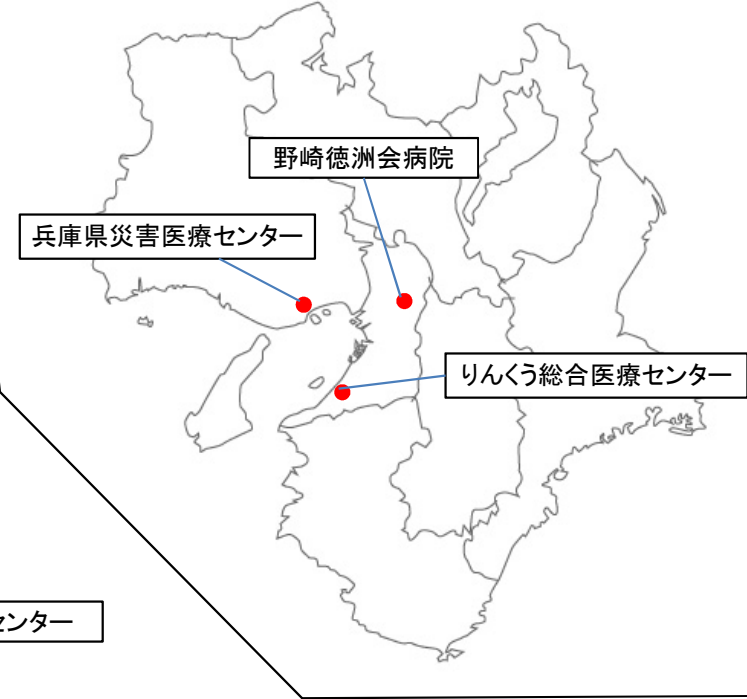 野崎徳洲会病院
兵庫県災害医療センター
りんくう総合医療センター
センター